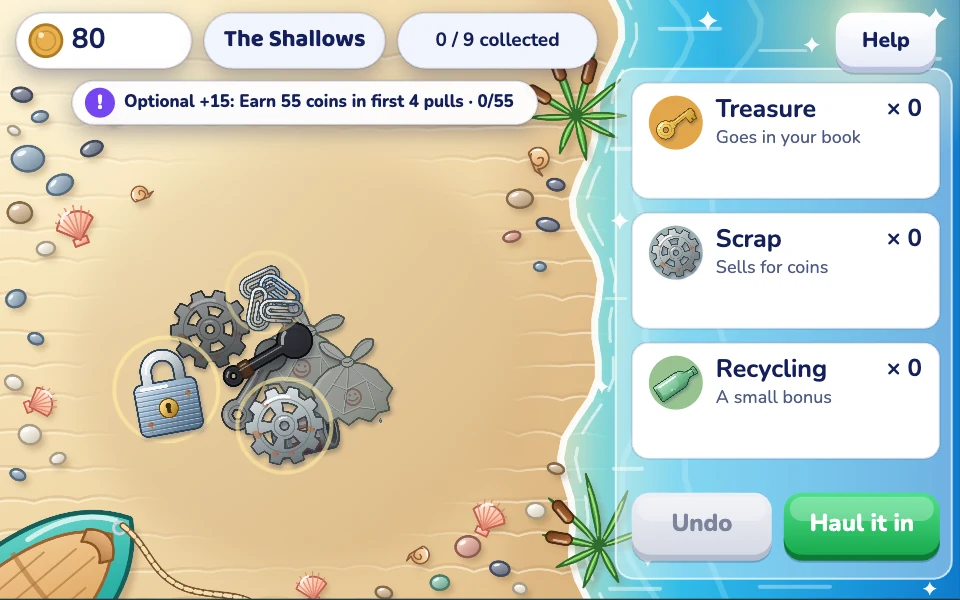 80
The Shallows
0 / 9 collected
Help
! Optional +15: Earn 55 coins in first 4 pulls · 0/55
Treasure × 0
Goes in your book
Scrap × 0
Sells for coins
Recycling × 0
A small bonus
Undo
Haul it in